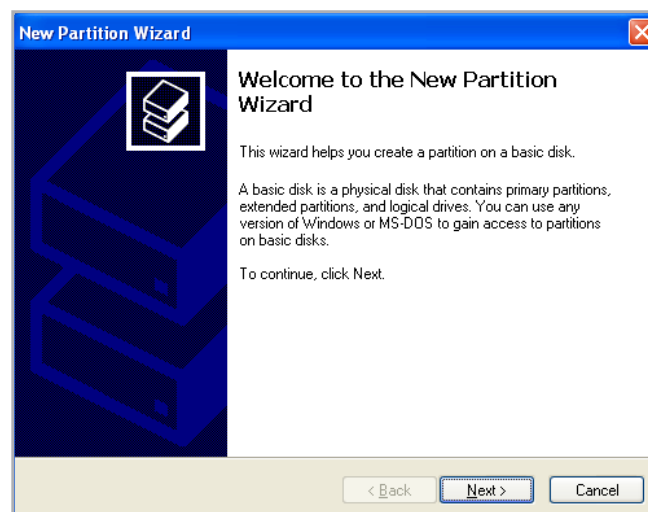 New Partition Wizard
Welcome to the New Partition
Wizard
This wizard helps you create a partition on a basic disk.
A basic disk is a physical disk that contains primary partitions,
extended partitions, and logical drives. You can use any
version of Windows or MS-DOS to gain access to partitions
on basic disks.
To continue, click Next.
< Back
Next >
Cancel